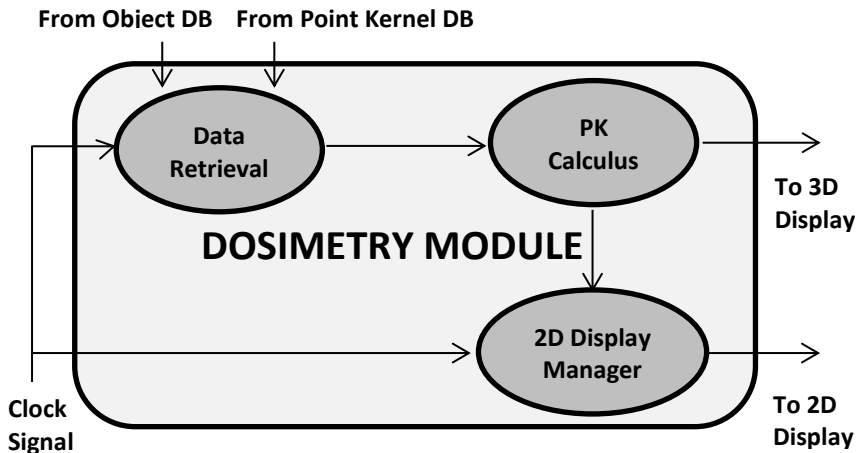 From Object DB
From Point Kernel DB
Data
Retrieval
PK
Calculus
To 3D
Display
DOSIMETRY MODULE
2D Display
Manager
Clock
Signal
To 2D
Display